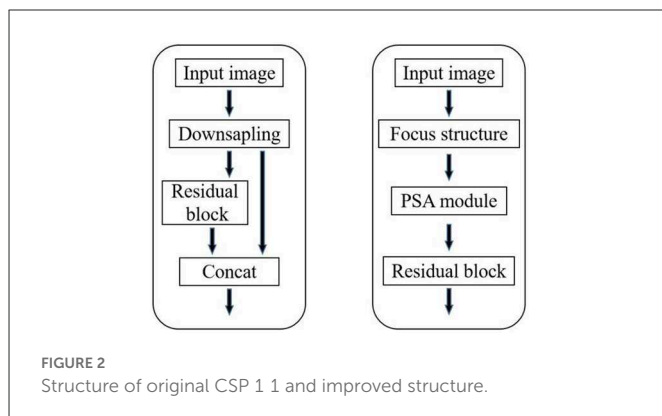 Input image
Downsapling
Residual
block
Concat
Input image
Focus structure
PSA module
Residual block
FIGURE 2
Structure of original CSP 1 1 and improved structure.